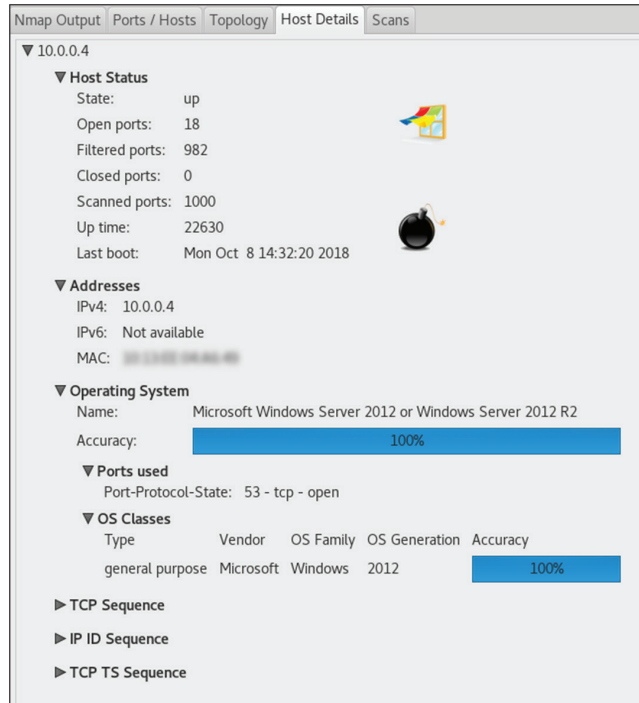 Nmap Output Ports / Hosts Topology Host Details Scans
10.0.0.4
Host Status
State: up
Open ports: 18
Filtered ports: 982
Closed ports: 0
Scanned ports: 1000
Up time: 22630
Last boot: Mon Oct 8 14:32:20 2018
Addresses
IPv4: 10.0.0.4
IPv6: Not available
MAC:
Operating System
Name: Microsoft Windows Server 2012 or Windows Server 2012 R2
Accuracy: 100%
Ports used
Port-Protocol-State: 53 - tcp - open
OS Classes
Type Vendor OS Family OS Generation Accuracy
general purpose Microsoft Windows 2012 100%
TCP Sequence
IP ID Sequence
TCP TS Sequence